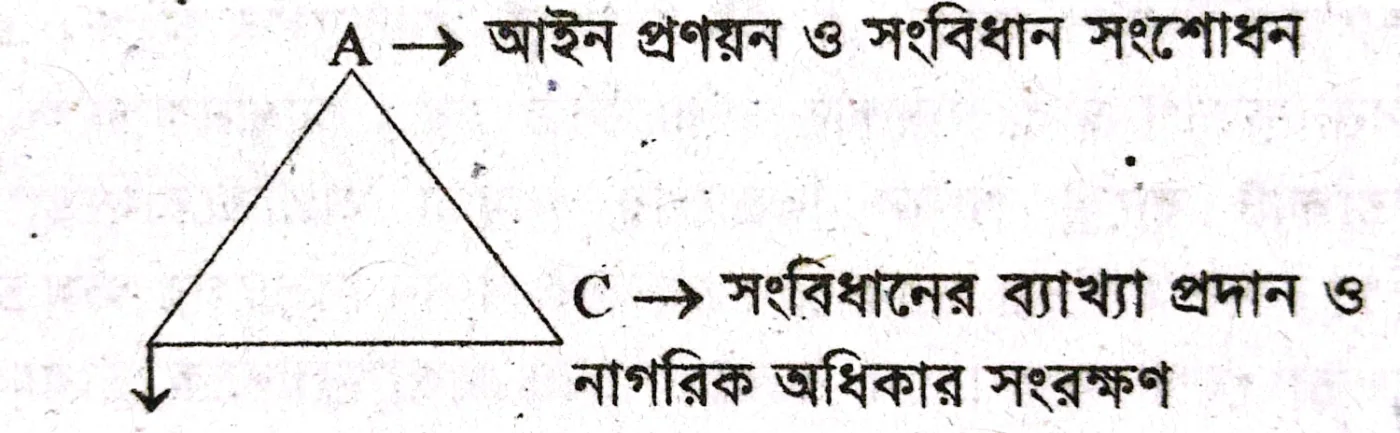 A → আইন প্রণয়ন ও সংবিধান সংশোধন
C → সংবিধানের ব্যাখ্যা প্রদান ও
নাগরিক অধিকার সংরক্ষণ